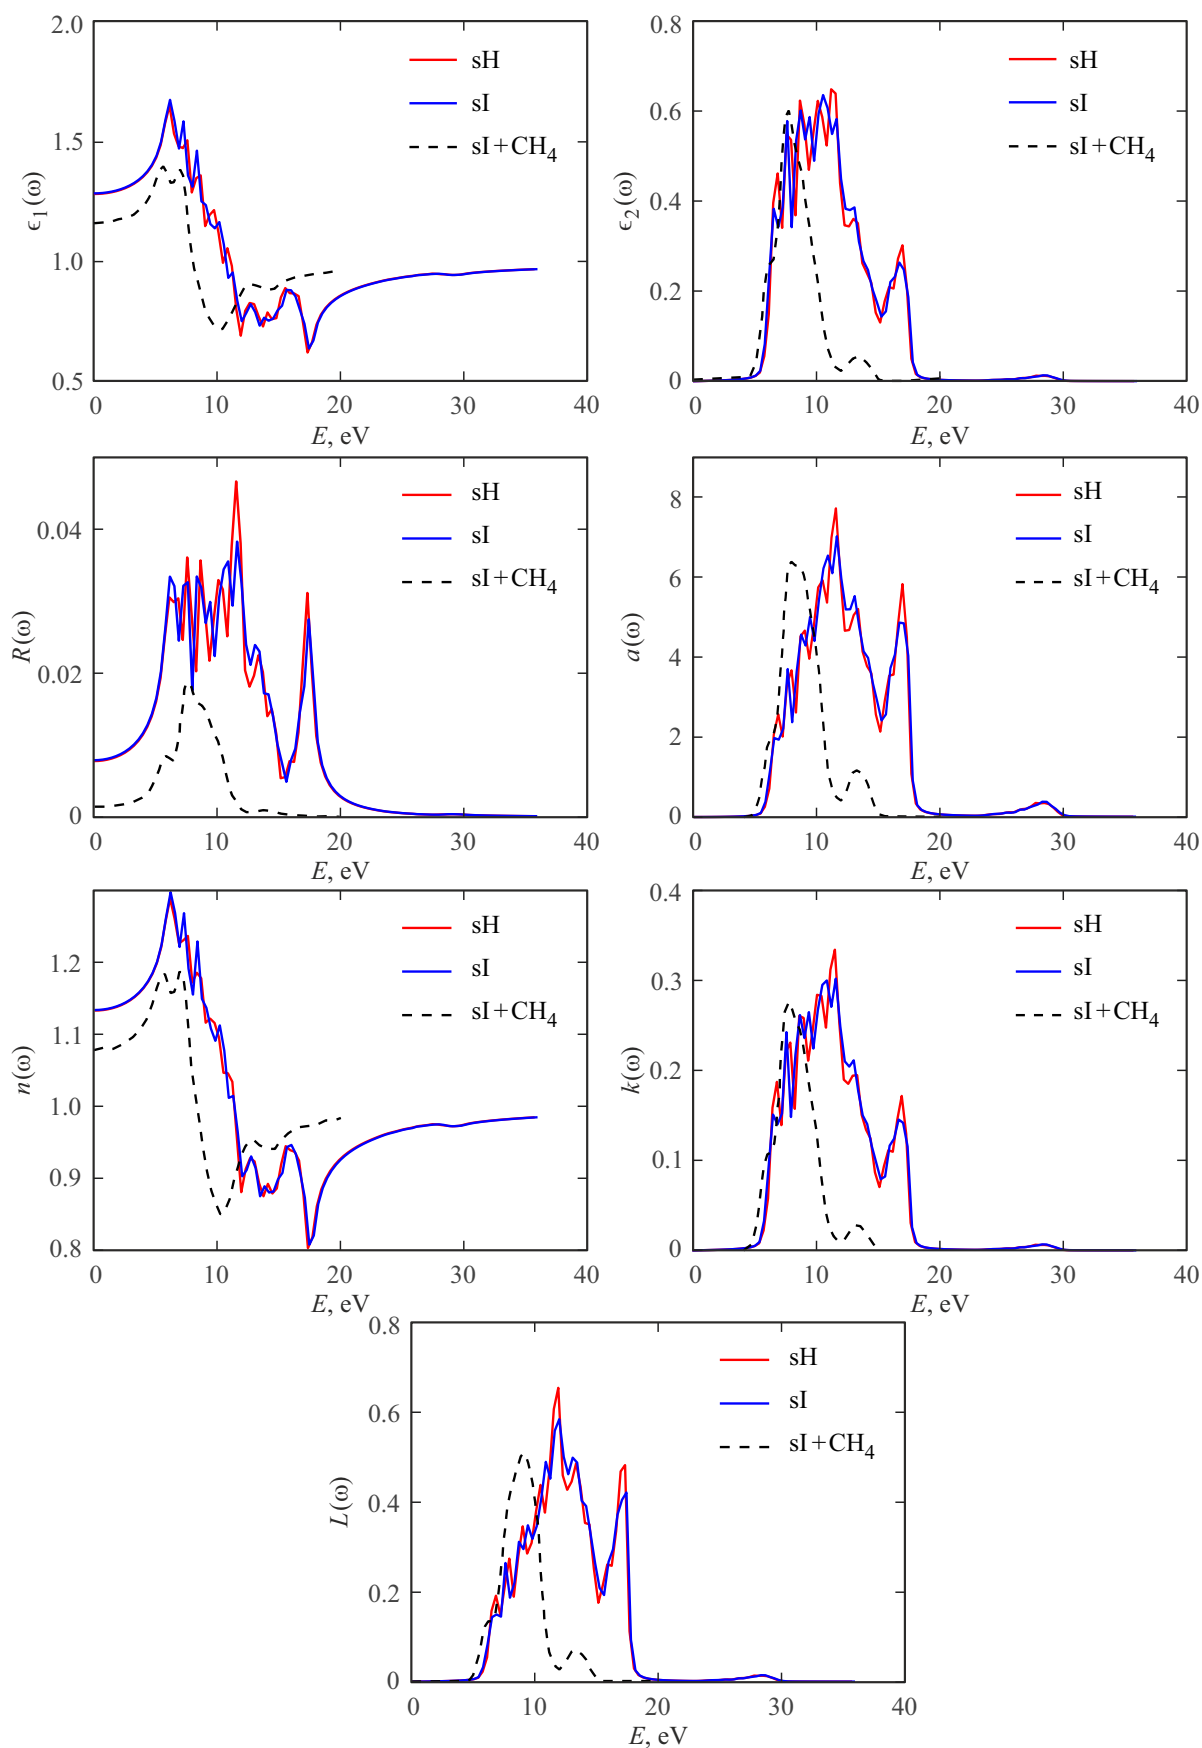 2.0
1.5
1.0
0.5
ϵ₁(ω)
sH
sI
sI+CH₄
0 10 20 30 40
E, eV
0.8
0.6
0.4
0.2
0
ϵ₂(ω)
sH
sI
sI+CH₄
0 10 20 30 40
E, eV
0.04
0.02
0
R(ω)
sH
sI
sI+CH₄
0 10 20 30 40
E, eV
8
6
4
2
0
a(ω)
sH
sI
sI+CH₄
0 10 20 30 40
E, eV
1.2
1.1
1.0
0.9
0.8
n(ω)
sH
sI
sI+CH₄
0 10 20 30 40
E, eV
0.4
0.3
0.2
0.1
0
k(ω)
sH
sI
sI+CH₄
0 10 20 30 40
E, eV
0.8
0.6
0.4
0.2
0
L(ω)
sH
sI
sI+CH₄
0 10 20 30 40
E, eV